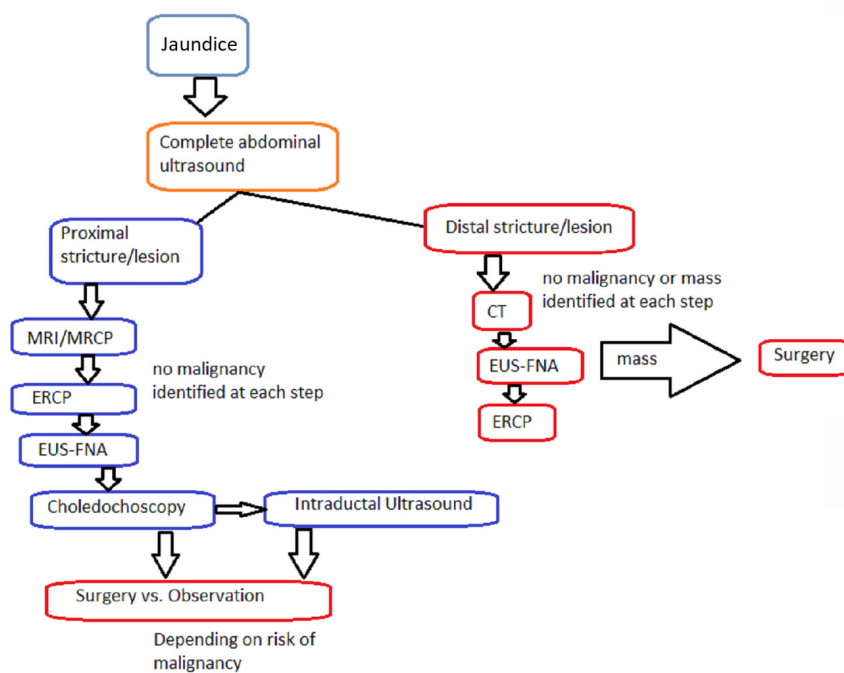 Jaundice
Complete abdominal
ultrasound
Proximal
stricture/lesion
MRI/MRCP
ERCP
EUS-FNA
no malignancy
identified at each step
Choledochoscopy
Intraductal Ultrasound
Surgery vs. Observation
Depending on risk of
malignancy
Distal stricture/lesion
no malignancy or mass
identified at each step
CT
EUS-FNA
ERCP
mass
Surgery